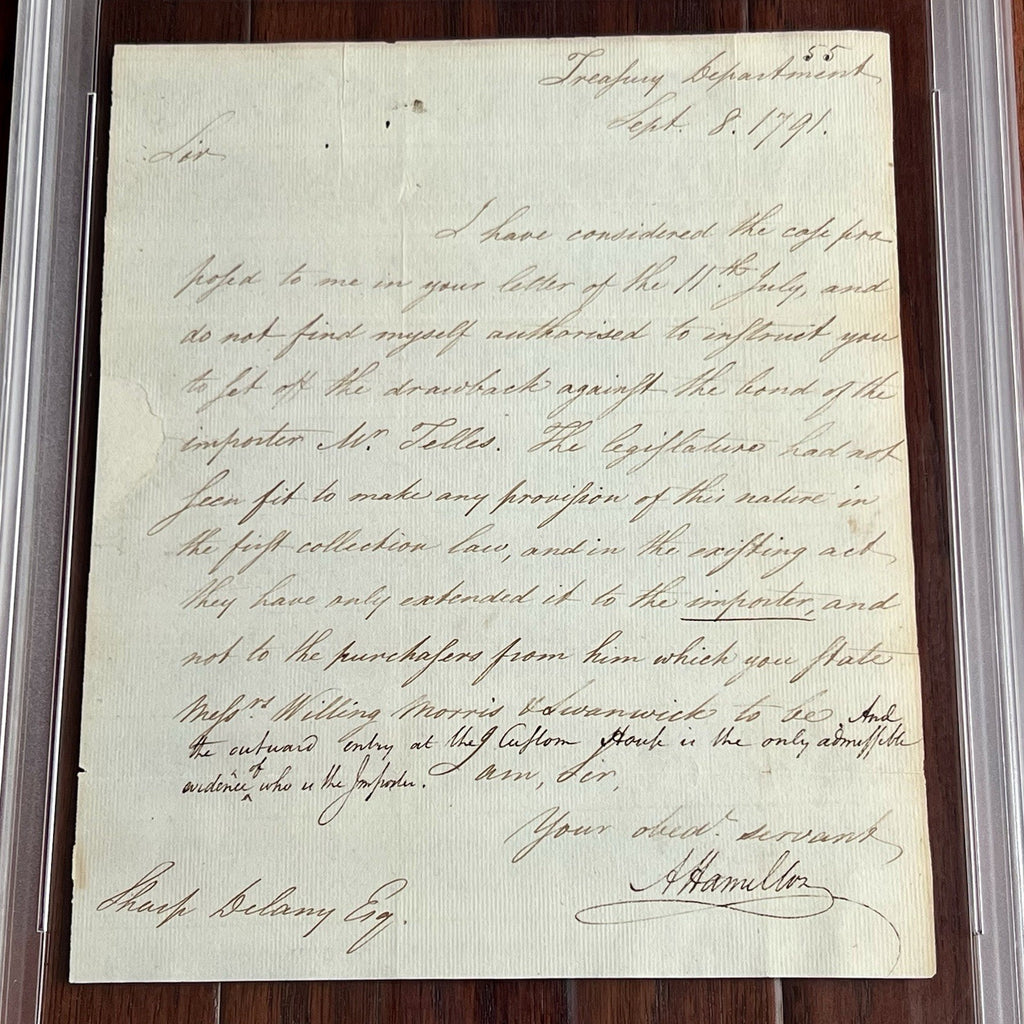 55
Treasury Department
Sept. 8. 1791.
Sir
I have considered the case pro
posed to me in your letter of the 11th. July, and
do not find myself authorised to instruct you
to set off the drawback against the bond of the
importer Mr. Telles. The legislature had not
seen fit to make any provision of this nature in
the first collection law, and in the existing act
they have only extended it to the importer, and
not to the purchasers from him which you state
Messrs. Willing Morris & Swanwick to be. And
the outward entry at the Custom House is the only admissible
evidence of who is the Importer. I am, Sir,
Your obedt. servant
A Hamilton
Sharp Delany Esq.